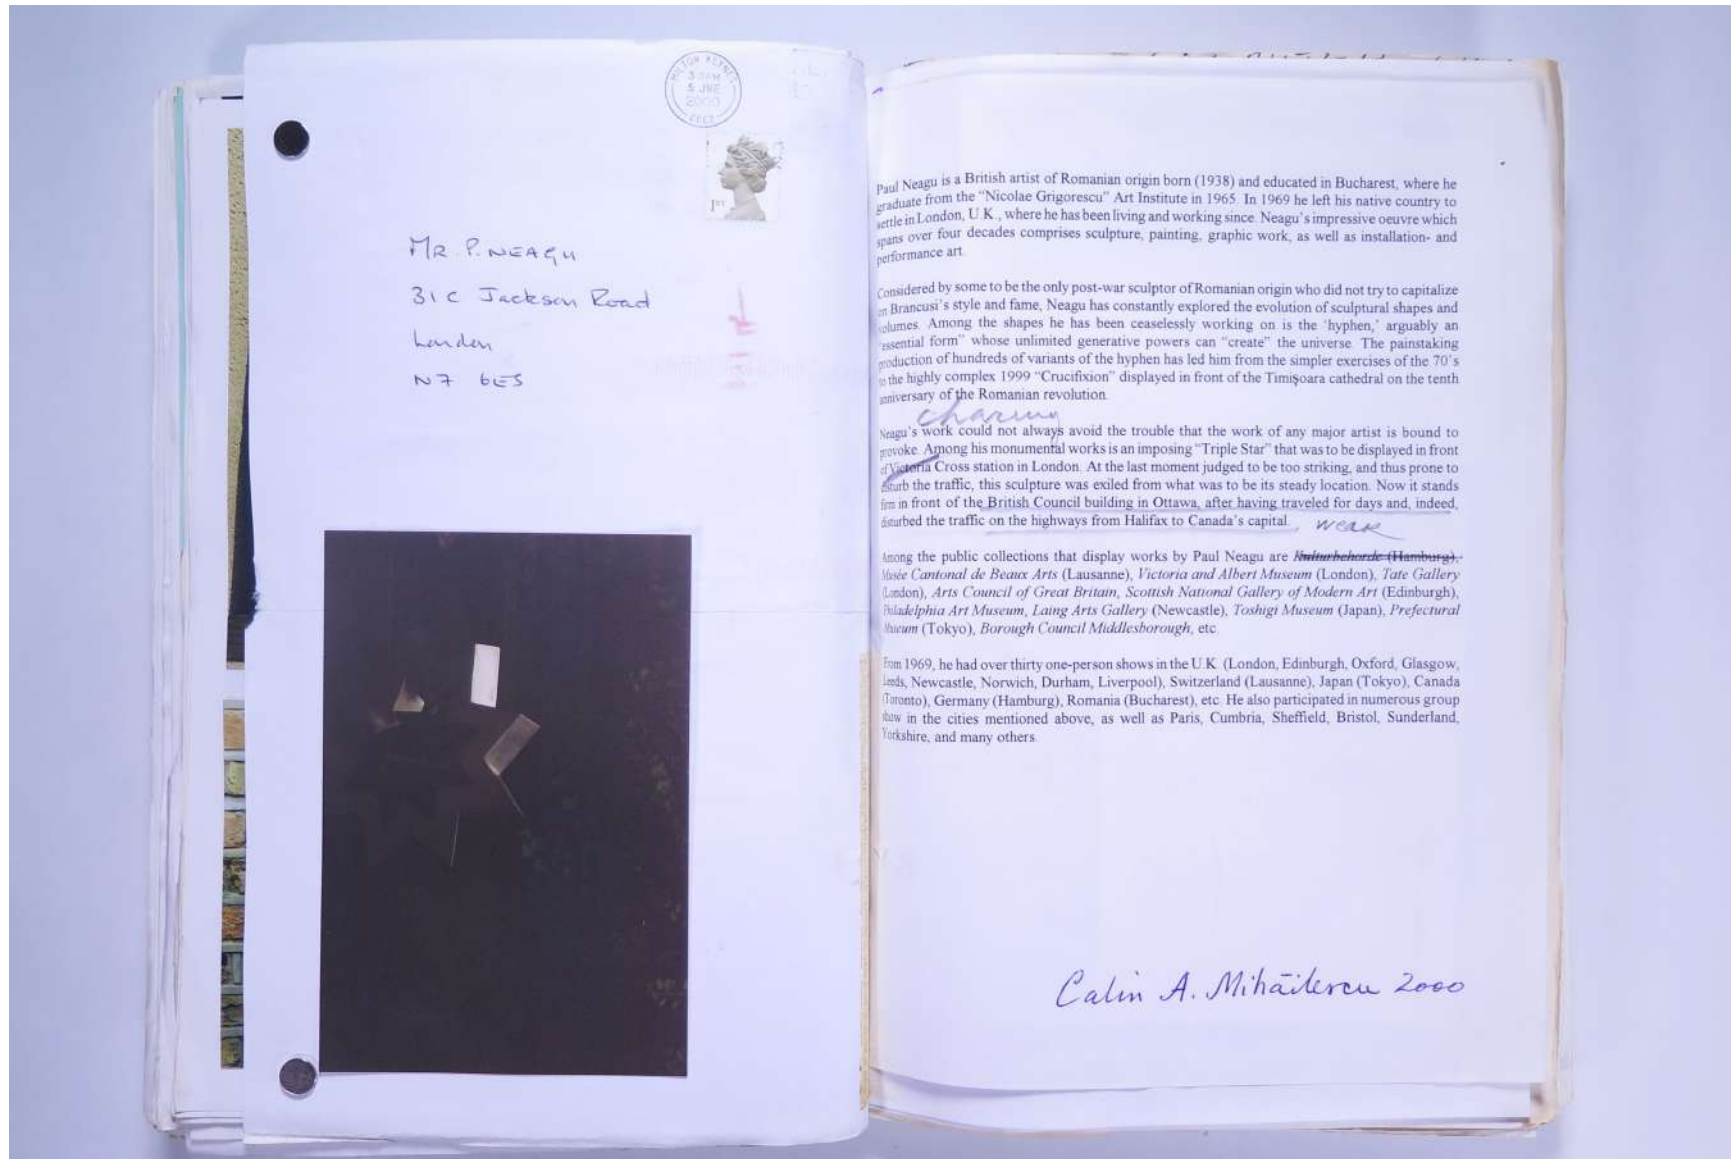 MILTON KEYNES
5 JNE
2000
1ST
MR. P. NEAGU
31C Jackson Road
London
N7 6ES
Paul Neagu is a British artist of Romanian origin born (1938) and educated in Bucharest, where he
graduate from the “Nicolae Grigorescu” Art Institute in 1965. In 1969 he left his native country to
settle in London, U.K., where he has been living and working since. Neagu's impressive oeuvre which
spans over four decades comprises sculpture, painting, graphic work, as well as installation- and
performance art.
Considered by some to be the only post-war sculptor of Romanian origin who did not try to capitalize
on Brancusi's style and fame, Neagu has constantly explored the evolution of sculptural shapes and
volumes. Among the shapes he has been ceaselessly working on is the ‘hyphen,’ arguably an
“essential form” whose unlimited generative powers can “create” the universe. The painstaking
production of hundreds of variants of the hyphen has led him from the simpler exercises of the 70's
to the highly complex 1999 “Crucifixion” displayed in front of the Timişoara cathedral on the tenth
anniversary of the Romanian revolution.
charing
Neagu's work could not always avoid the trouble that the work of any major artist is bound to
provoke. Among his monumental works is an imposing “Triple Star” that was to be displayed in front
of Victoria Cross station in London. At the last moment judged to be too striking, and thus prone to
disturb the traffic, this sculpture was exiled from what was to be its steady location. Now it stands
firm in front of the British Council building in Ottawa, after having traveled for days and, indeed,
disturbed the traffic on the highways from Halifax to Canada's capital. weak
Among the public collections that display works by Paul Neagu are Kulturbehorde (Hamburg),
Musée Cantonal de Beaux Arts (Lausanne), Victoria and Albert Museum (London), Tate Gallery
(London), Arts Council of Great Britain, Scottish National Gallery of Modern Art (Edinburgh),
Philadelphia Art Museum, Laing Arts Gallery (Newcastle), Toshigi Museum (Japan), Prefectural
Museum (Tokyo), Borough Council Middlesborough, etc.
From 1969, he had over thirty one-person shows in the U.K. (London, Edinburgh, Oxford, Glasgow,
Leeds, Newcastle, Norwich, Durham, Liverpool), Switzerland (Lausanne), Japan (Tokyo), Canada
(Toronto), Germany (Hamburg), Romania (Bucharest), etc. He also participated in numerous group
show in the cities mentioned above, as well as Paris, Cumbria, Sheffield, Bristol, Sunderland,
Yorkshire, and many others.
Calin A. Mihăilescu 2000